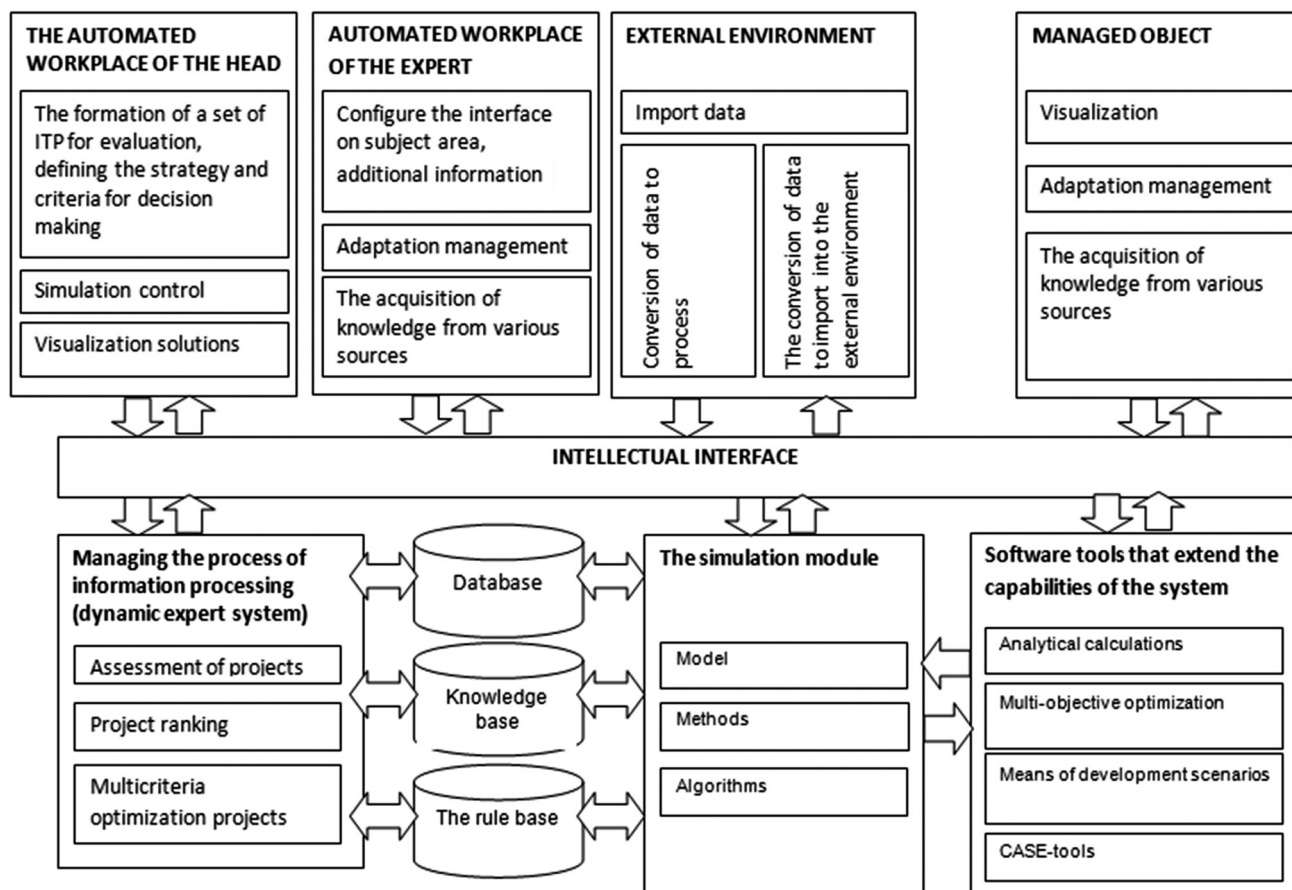 THE AUTOMATED
WORKPLACE OF THE HEAD
The formation of a set of
ITP for evaluation,
defining the strategy and
criteria for decision
making
Simulation control
Visualization solutions
AUTOMATED WORKPLACE
OF THE EXPERT
Configure the interface
on subject area,
additional information
Adaptation management
The acquisition of
knowledge from various
sources
EXTERNAL ENVIRONMENT
Import data
Conversion of data to
process
The conversion of data
to import into the
external environment
MANAGED OBJECT
Visualization
Adaptation management
The acquisition of
knowledge from various
sources
INTELLECTUAL INTERFACE
Managing the process of
information processing
(dynamic expert system)
Assessment of projects
Project ranking
Multicriteria
optimization projects
Database
Knowledge
base
The rule base
The simulation module
Model
Methods
Algorithms
Software tools that extend the
capabilities of the system
Analytical calculations
Multi-objective optimization
Means of development scenarios
CASE-tools